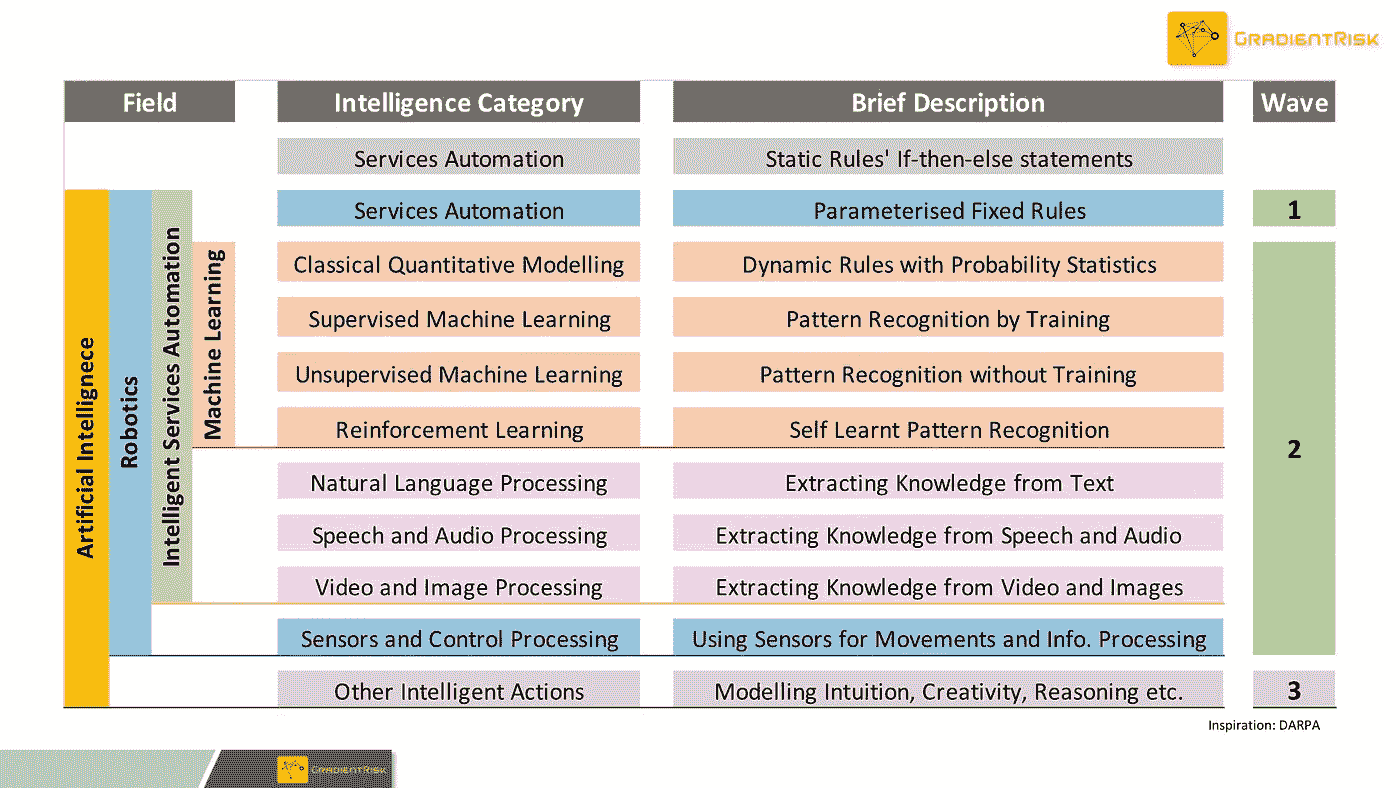 GRADIENTRISK
Field Intelligence Category Brief Description Wave
Services Automation Static Rules' If-then-else statements
Services Automation Parameterised Fixed Rules 1
Classical Quantitative Modelling Dynamic Rules with Probability Statistics
Supervised Machine Learning Pattern Recognition by Training
Unsupervised Machine Learning Pattern Recognition without Training
Reinforcement Learning Self Learnt Pattern Recognition
2
Natural Language Processing Extracting Knowledge from Text
Speech and Audio Processing Extracting Knowledge from Speech and Audio
Video and Image Processing Extracting Knowledge from Video and Images
Sensors and Control Processing Using Sensors for Movements and Info. Processing
Other Intelligent Actions Modelling Intuition, Creativity, Reasoning etc. 3
Artificial Intellignece
Robotics
Intelligent Services Automation
Machine Learning
Inspiration: DARPA
GRADIENTRISK